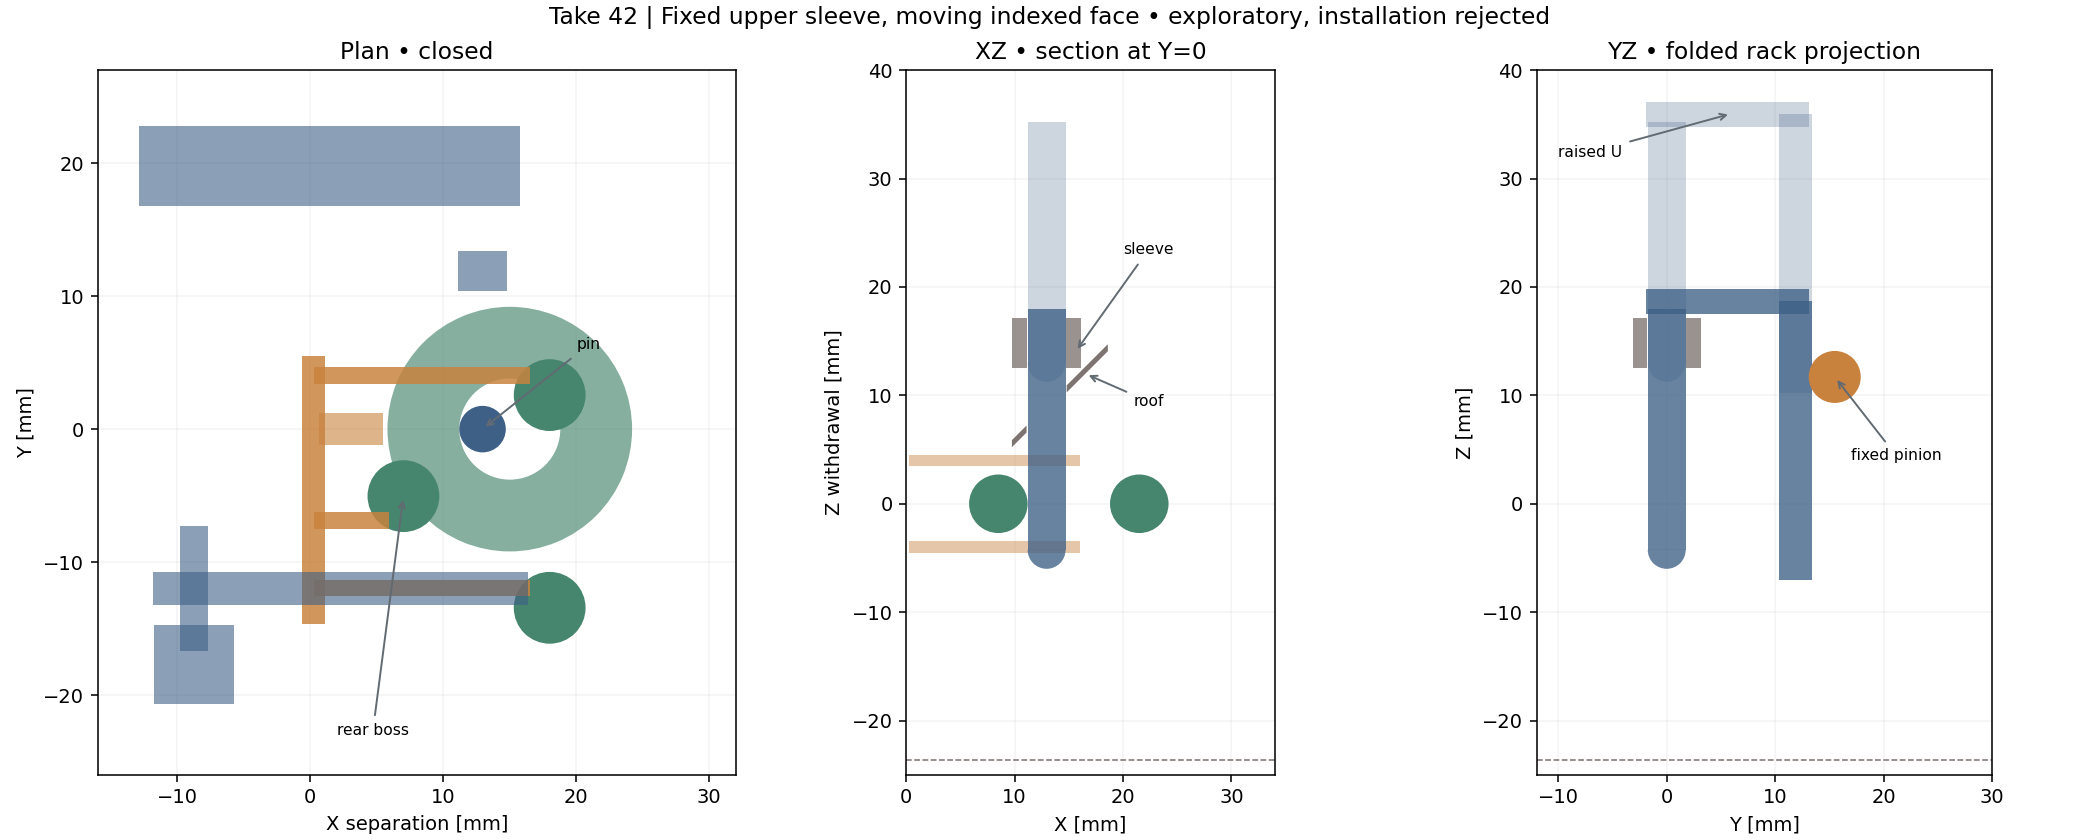 Take 42 | Fixed upper sleeve, moving indexed face • exploratory, installation rejected
Plan • closed
20
10
0
−10
−20
Y [mm]
−10
0
10
20
30
X separation [mm]
pin
rear boss
XZ • section at Y=0
40
30
20
10
0
−10
−20
Z withdrawal [mm]
0
10
20
30
X [mm]
sleeve
roof
YZ • folded rack projection
40
30
20
10
0
−10
−20
Z [mm]
−10
0
10
20
30
Y [mm]
raised U
fixed pinion